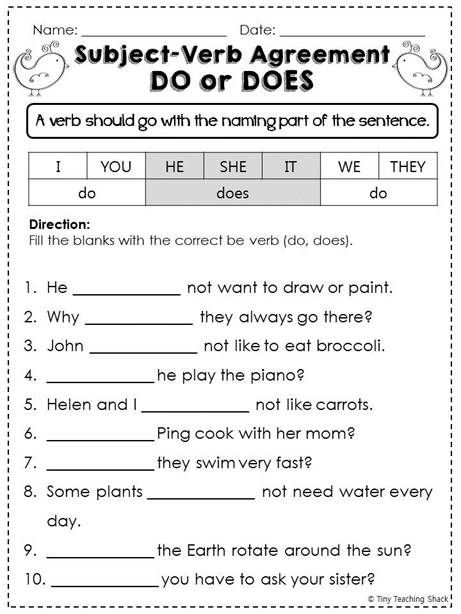 Name: ____________________ Date: ________________
Subject-Verb Agreement
DO or DOES
A verb should go with the naming part of the sentence.
I YOU HE SHE IT WE THEY
do does do
Direction:
Fill the blanks with the correct be verb (do, does).
1. He ____________ not want to draw or paint.
2. Why ____________ they always go there?
3. John ____________ not like to eat broccoli.
4. ____________ he play the piano?
5. Helen and I ____________ not like carrots.
6. ____________ Ping cook with her mom?
7. ____________ they swim very fast?
8. Some plants ____________ not need water every
day.
9. ____________ the Earth rotate around the sun?
10. ____________ you have to ask your sister?
© Tiny Teaching Shack